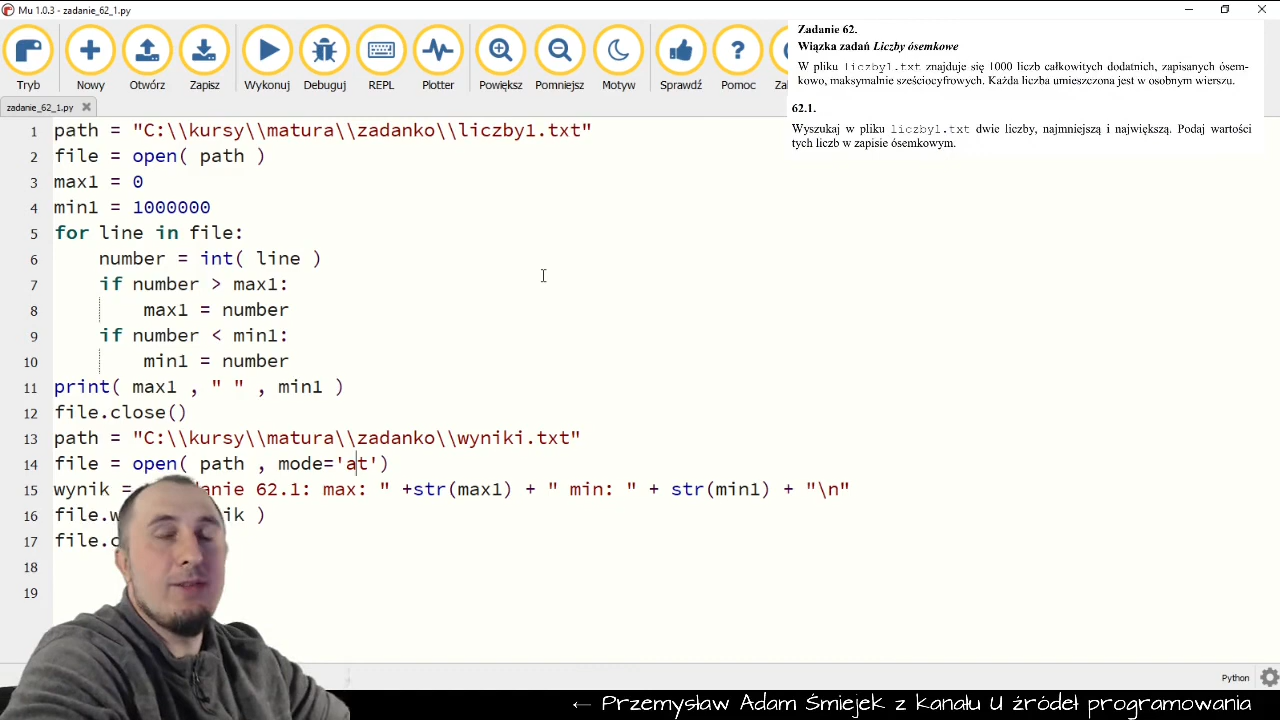 Mu 1.0.3 - zadanie_62_1.py
Tryb Nowy Otwórz Zapisz Wykonuj Debuguj REPL Plotter Powiększ Pomniejsz Motyw Sprawdź Pomoc Za
Zadanie 62.
Wiązka zadań Liczby ósemkowe
W pliku liczby1.txt znajduje się 1000 liczb całkowitych dodatnich, zapisanych ósem-
kowo, maksymalnie sześciocyfrowych. Każda liczba umieszczona jest w osobnym wierszu.
62.1.
Wyszukaj w pliku liczby1.txt dwie liczby, najmniejszą i największą. Podaj wartości
tych liczb w zapisie ósemkowym.
zadanie_62_1.py
1 path = "C:\\kursy\\matura\\zadanko\\liczby1.txt"
2 file = open( path )
3 max1 = 0
4 min1 = 1000000
5 for line in file:
6     number = int( line )
7     if number > max1:
8         max1 = number
9     if number < min1:
10         min1 = number
11 print( max1 , " " , min1 )
12 file.close()
13 path = "C:\\kursy\\matura\\zadanko\\wyniki.txt"
14 file = open( path , mode='at')
15 wynik = anie 62.1: max: " +str(max1) + " min: " + str(min1) + "\n"
16 file.w ik )
17 file.c
18
19
Python
← Przemysław Adam Śmiejek z kanału U źródeł programowania